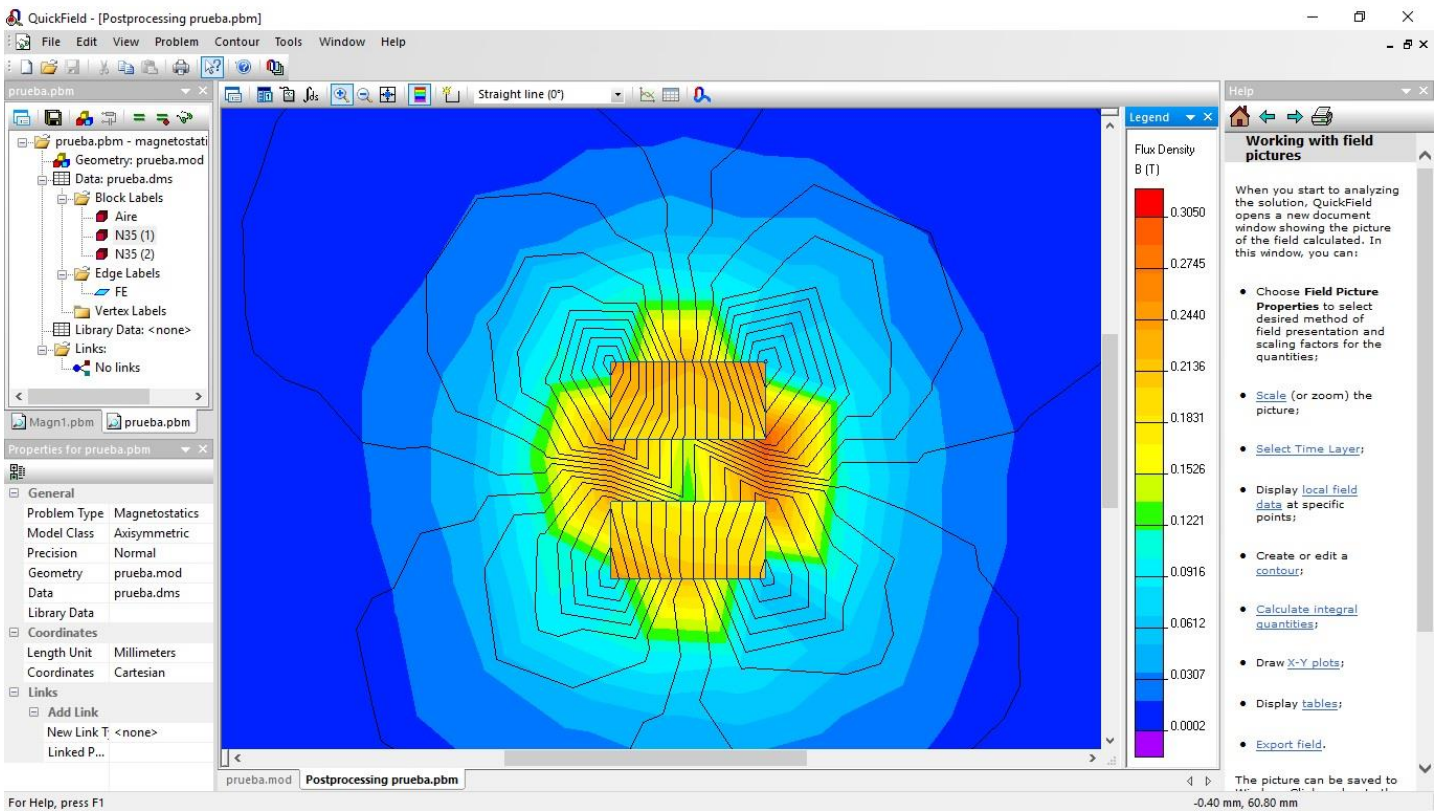 QuickField - [Postprocessing prueba.pbm]
File Edit View Problem Contour Tools Window Help
prueba.pbm
prueba.pbm - magnetostati
Geometry: prueba.mod
Data: prueba.dms
Block Labels
Aire
N35 (1)
N35 (2)
Edge Labels
FE
Vertex Labels
Library Data: <none>
Links:
No links
Magn1.pbm prueba.pbm
Properties for prueba.pbm
General
Problem Type Magnetostatics
Model Class Axisymmetric
Precision Normal
Geometry prueba.mod
Data prueba.dms
Library Data
Coordinates
Length Unit Millimeters
Coordinates Cartesian
Links
Add Link
New Link T <none>
Linked P...
Straight line (0°)
prueba.mod Postprocessing prueba.pbm
Legend
Flux Density
B (T)
0.3050
0.2745
0.2440
0.2136
0.1831
0.1526
0.1221
0.0916
0.0612
0.0307
0.0002
Help
Working with field
pictures
When you start to analyzing
the solution, QuickField
opens a new document
window showing the picture
of the field calculated. In
this window, you can:
Choose Field Picture
Properties to select
desired method of
field presentation and
scaling factors for the
quantities;
Scale (or zoom) the
picture;
Select Time Layer;
Display local field
data at specific
points;
Create or edit a
contour;
Calculate integral
quantities;
Draw X-Y plots;
Display tables;
Export field.
The picture can be saved to
For Help, press F1
-0.40 mm, 60.80 mm